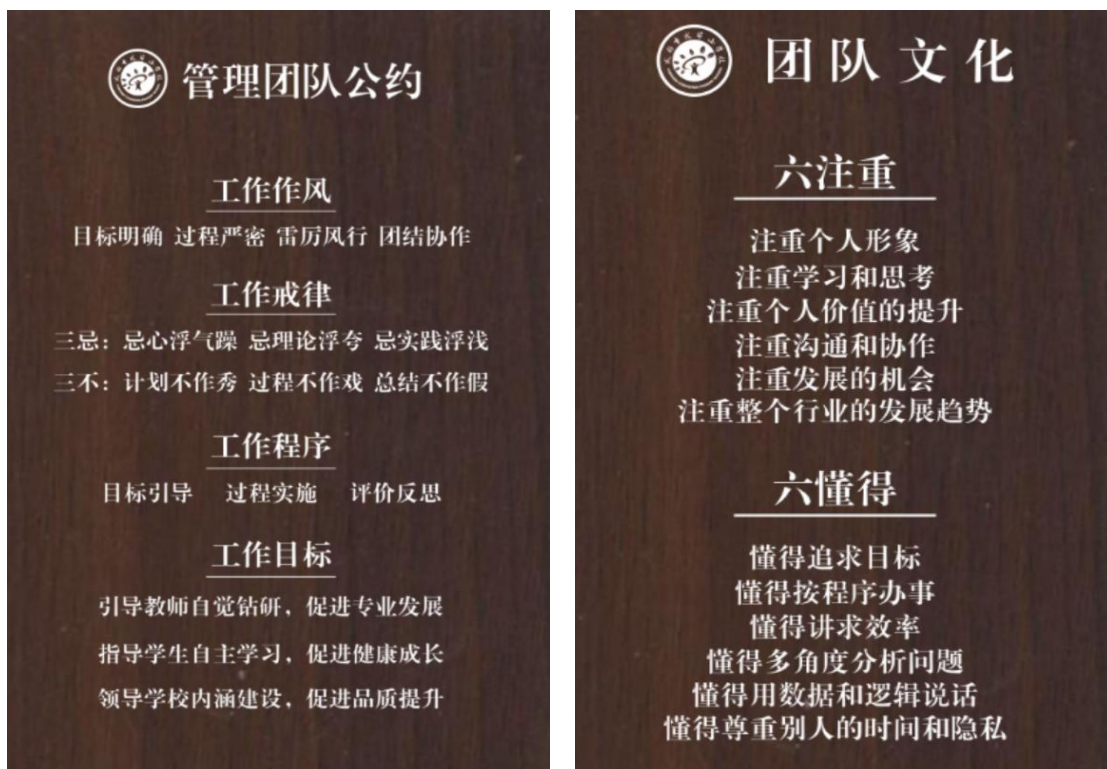 管理团队公约
工作作风
目标明确 过程严密 雷厉风行 团结协作
工作戒律
三忌：忌心浮气躁 忌理论浮夸 忌实践浮浅
三不：计划不作秀 过程不作戏 总结不作假
工作程序
目标引导 过程实施 评价反思
工作目标
引导教师自觉钻研，促进专业发展
指导学生自主学习，促进健康成长
领导学校内涵建设，促进品质提升
团队文化
六注重
注重个人形象
注重学习和思考
注重个人价值的提升
注重沟通和协作
注重发展的机会
注重整个行业的发展趋势
六懂得
懂得追求目标
懂得按程序办事
懂得讲求效率
懂得多角度分析问题
懂得用数据和逻辑说话
懂得尊重别人的时间和隐私